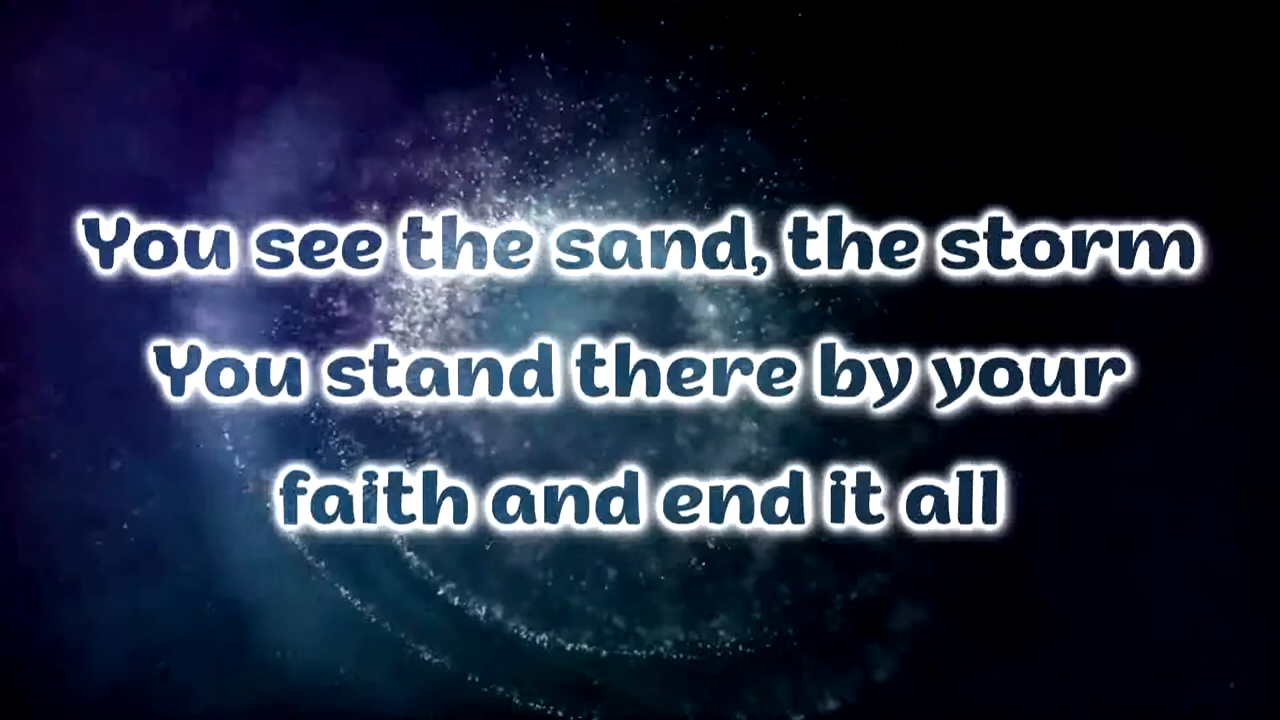 You see the sand, the storm
You stand there by your
faith and end it all